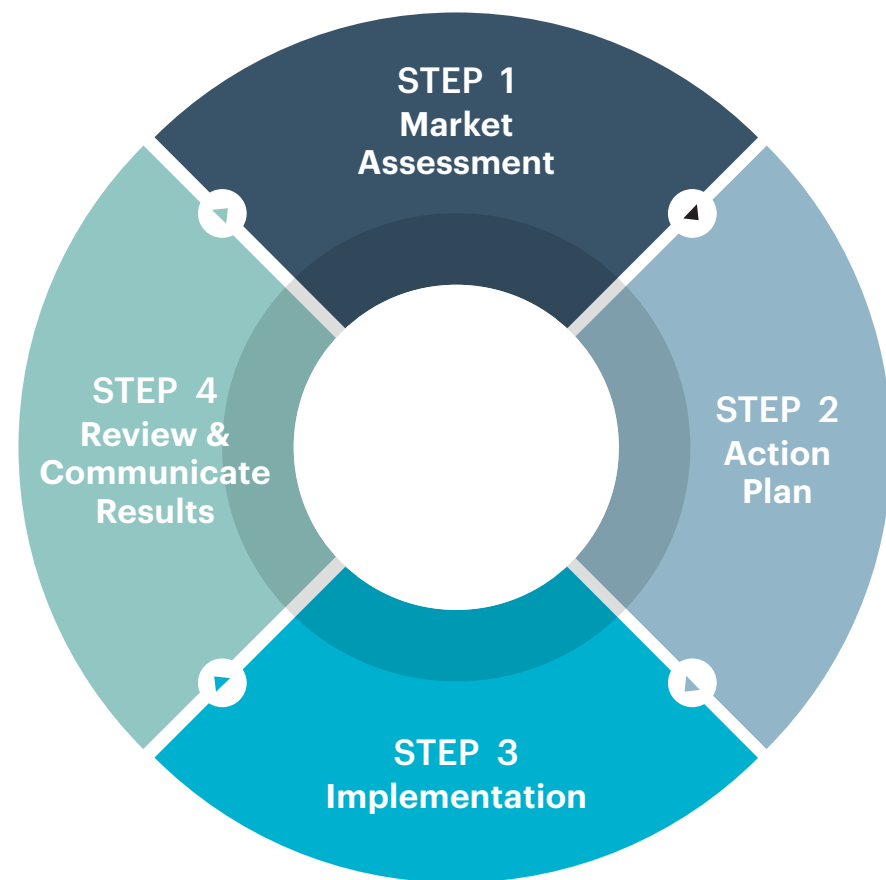 STEP 1
Market
Assessment
STEP 2
Action
Plan
STEP 3
Implementation
STEP 4
Review &
Communicate
Results